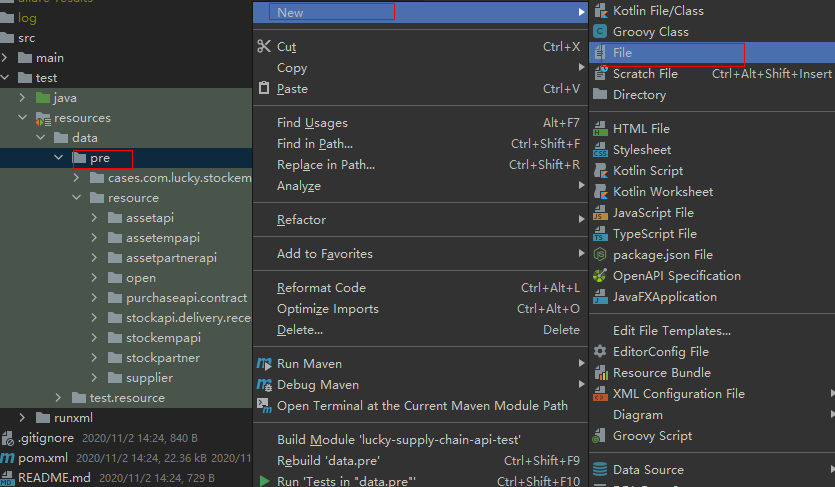 allure-results
log
src
main
test
java
resources
data
pre
cases.com.lucky.stockem
resource
assetapi
assetempapi
assetpartnerapi
open
purchaseapi.contract
stockapi.delivery.rece
stockempapi
stockpartner
supplier
test.resource
runxml
.gitignore 2020/11/2 14:24, 840 B
pom.xml 2020/11/2 14:24, 22.36 kB 2020/11
README.md 2020/11/2 14:24, 729 B
New
Cut Ctrl+X
Copy
Paste Ctrl+V
Find Usages Alt+F7
Find in Path... Ctrl+Shift+F
Replace in Path... Ctrl+Shift+R
Analyze
Refactor
Add to Favorites
Reformat Code Ctrl+Alt+L
Optimize Imports Ctrl+Alt+O
Delete... Delete
Run Maven
Debug Maven
Open Terminal at the Current Maven Module Path
Build Module 'lucky-supply-chain-api-test'
Rebuild 'data.pre' Ctrl+Shift+F9
Run 'Tests in "data.pre"' Ctrl+Shift+F10
Kotlin File/Class
Groovy Class
File
Scratch File Ctrl+Alt+Shift+Insert
Directory
HTML File
Stylesheet
Kotlin Script
Kotlin Worksheet
JavaScript File
TypeScript File
package.json File
OpenAPI Specification
JavaFXApplication
Edit File Templates...
EditorConfig File
Resource Bundle
XML Configuration File
Diagram
Groovy Script
Data Source